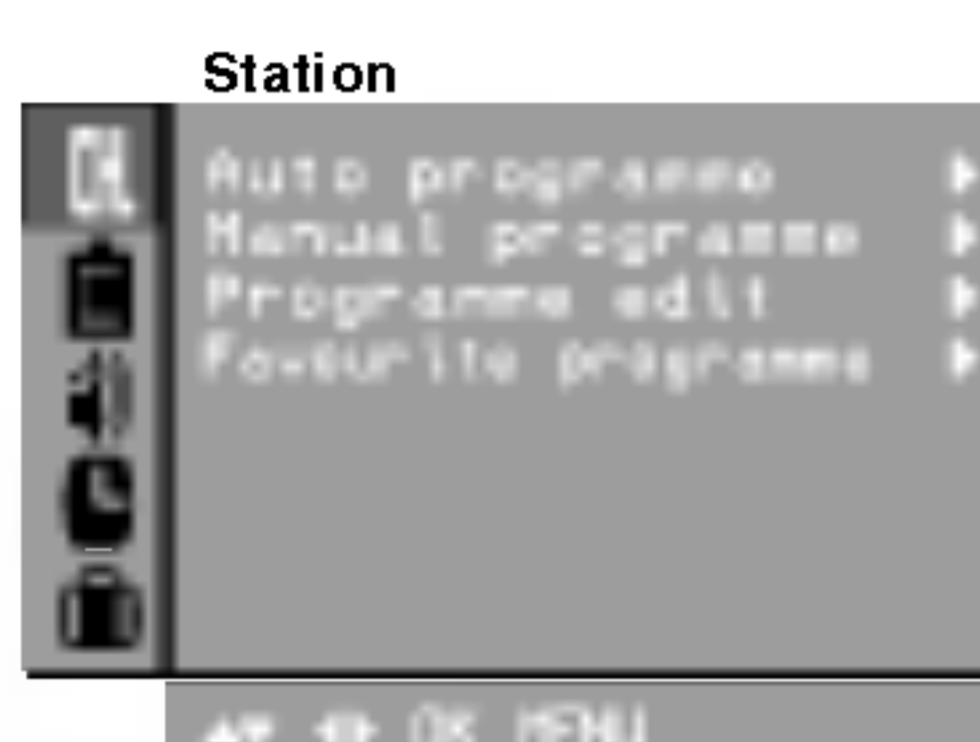 Station
Auto programme
Manual programme
Programme edit
Favourite programme
OK MENU